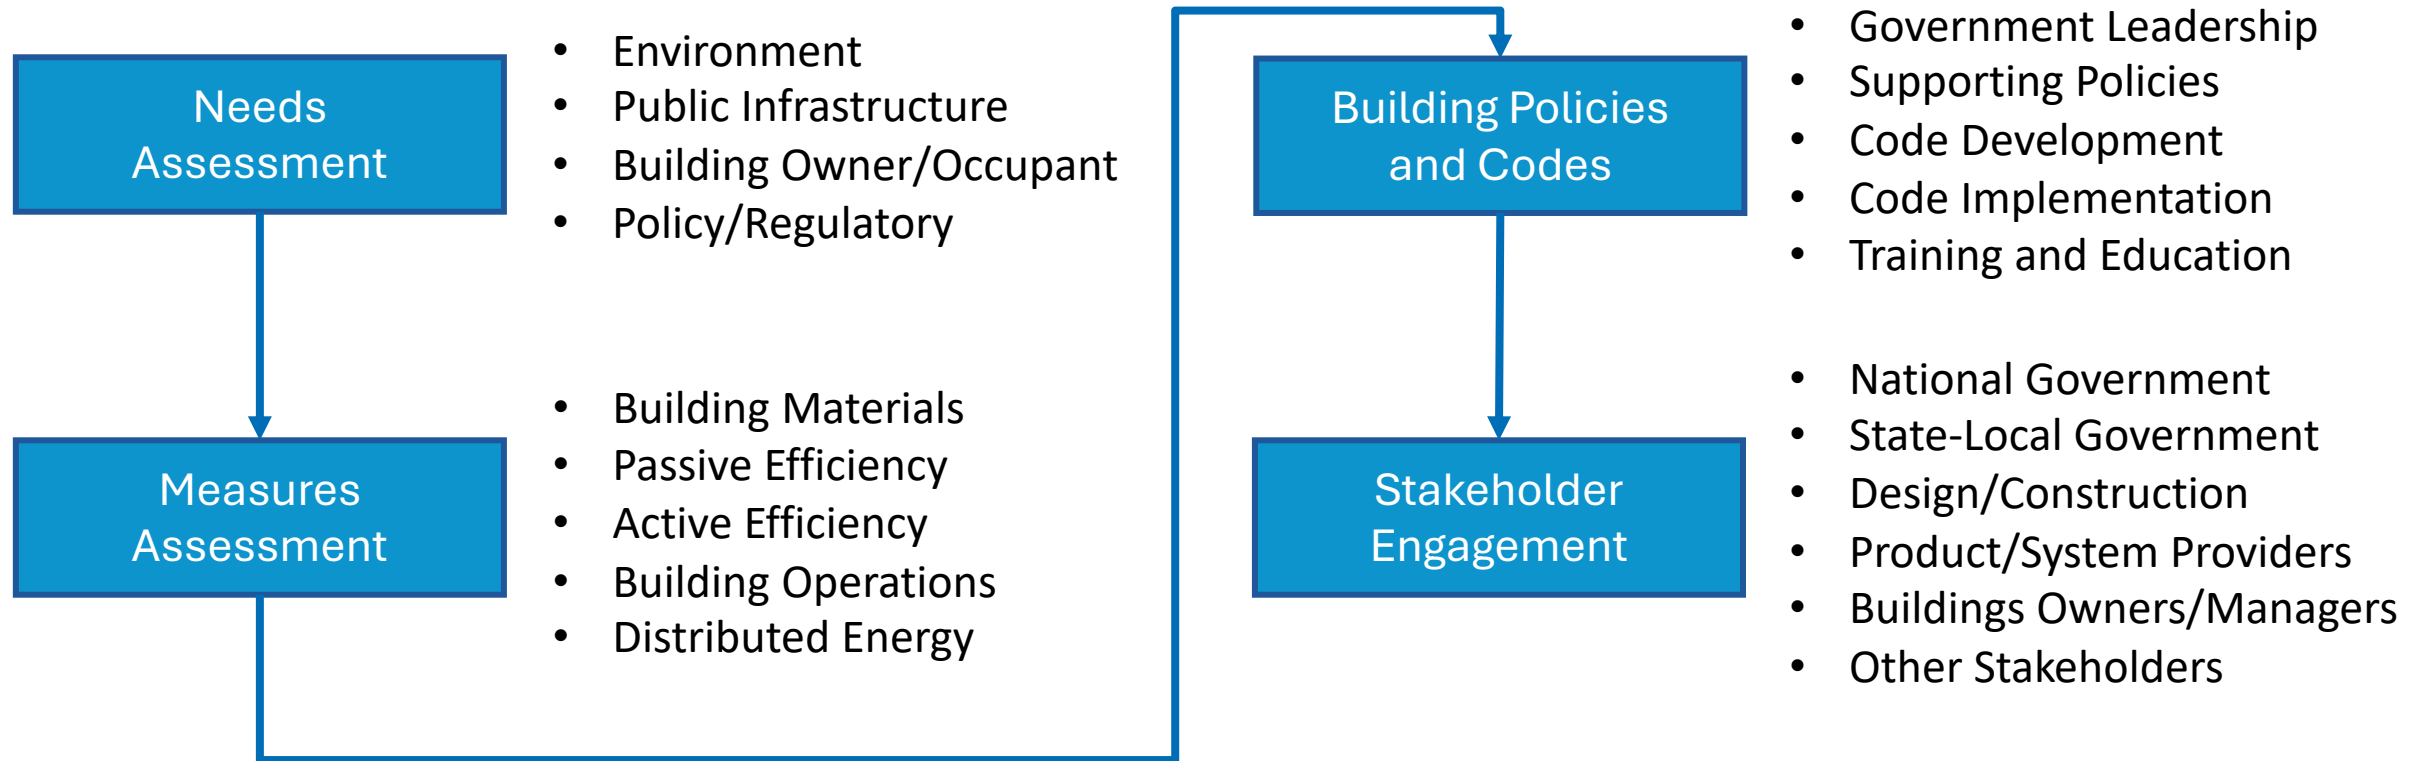 Needs
Assessment
• Environment
• Public Infrastructure
• Building Owner/Occupant
• Policy/Regulatory
Measures
Assessment
• Building Materials
• Passive Efficiency
• Active Efficiency
• Building Operations
• Distributed Energy
Building Policies
and Codes
• Government Leadership
• Supporting Policies
• Code Development
• Code Implementation
• Training and Education
Stakeholder
Engagement
• National Government
• State-Local Government
• Design/Construction
• Product/System Providers
• Buildings Owners/Managers
• Other Stakeholders